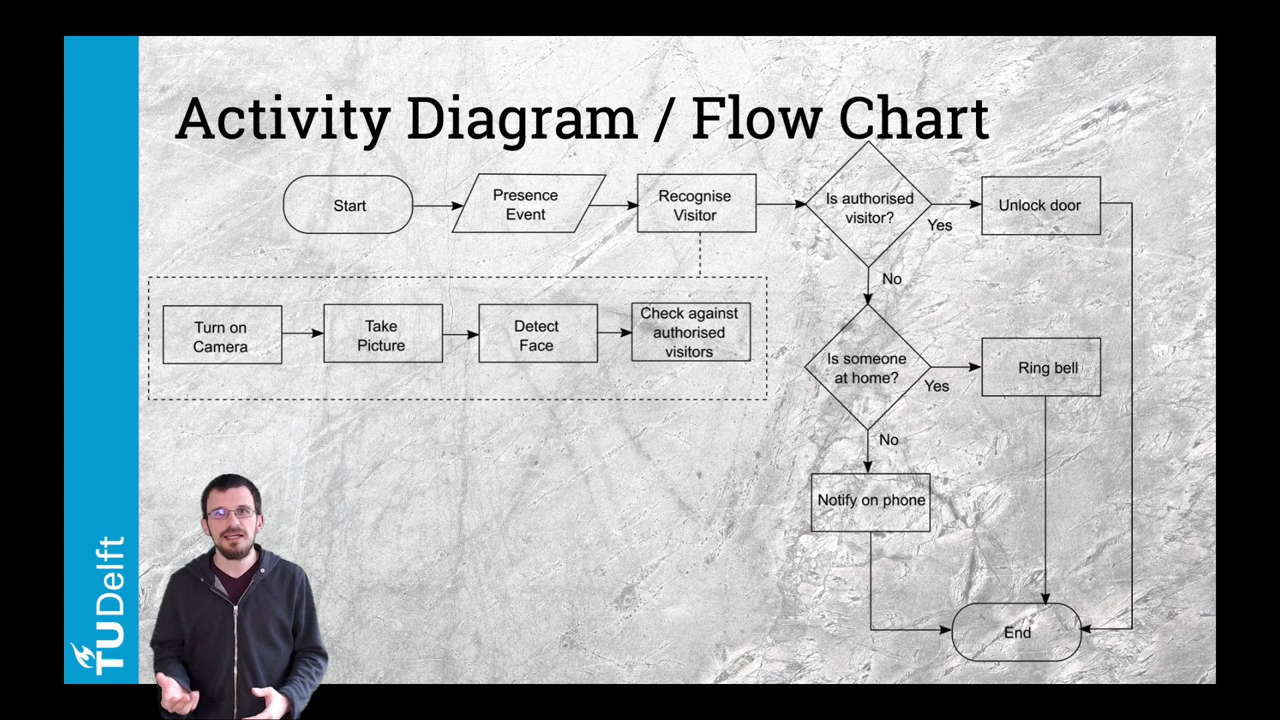 Activity Diagram / Flow Chart
Start
Presence
Event
Recognise
Visitor
Is authorised
visitor?
Yes
Unlock door
No
Turn on
Camera
Take
Picture
Detect
Face
Check against
authorised
visitors
Is someone
at home?
Yes
Ring bell
No
Notify on phone
End
TUDelft